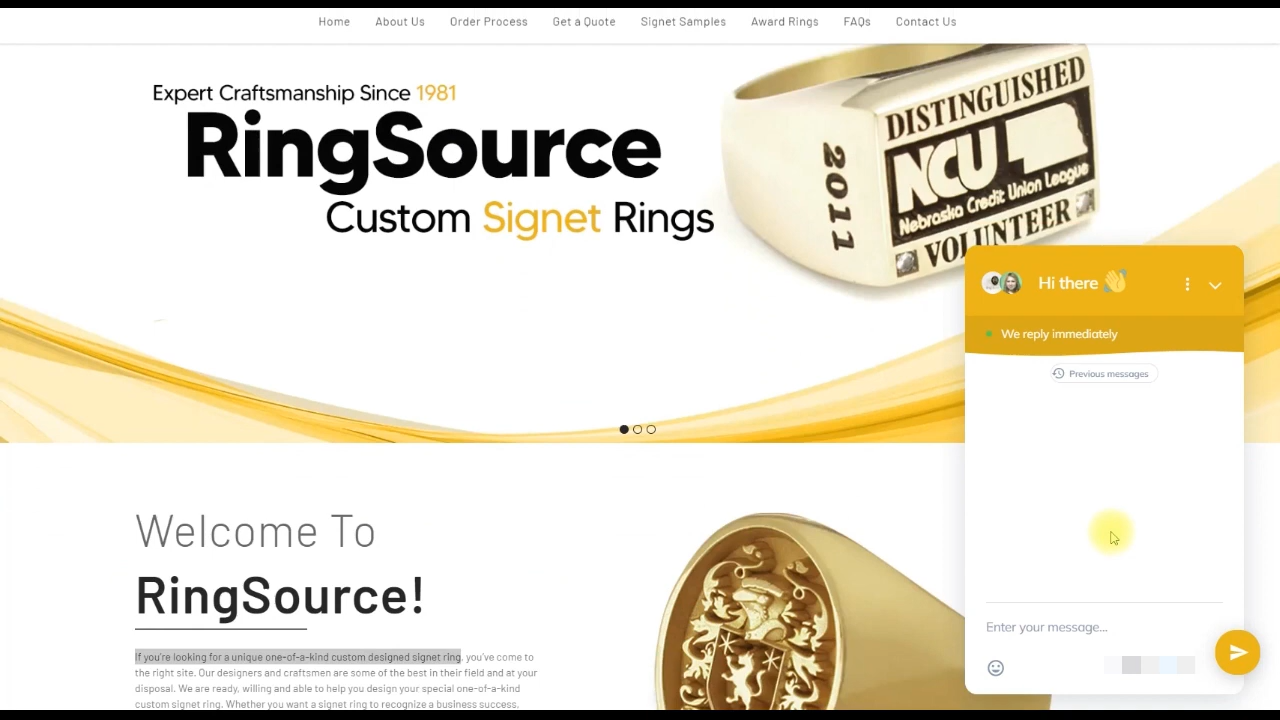 Home About Us Order Process Get a Quote Signet Samples Award Rings FAQs Contact Us
Expert Craftsmanship Since 1981
RingSource
Custom Signet Rings
DISTINGUISHED
NCU
Nebraska Credit Union League
VOLUNTEER
2011
Hi there 👋
We reply immediately
Previous messages
Enter your message...
Welcome To
RingSource!
If you're looking for a unique one-of-a-kind custom designed signet ring, you've come to
the right site. Our designers and craftsmen are some of the best in their field and at your
disposal. We are ready, willing and able to help you design your special one-of-a-kind
custom signet ring. Whether you want a signet ring to recognize a business success,